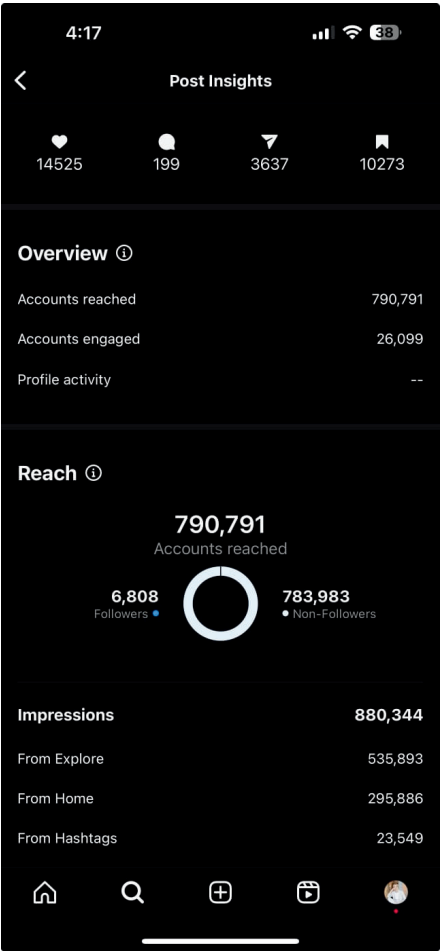 4:17
38
Post Insights
14525
199
3637
10273
Overview
Accounts reached 790,791
Accounts engaged 26,099
Profile activity --
Reach
790,791
Accounts reached
6,808
Followers
783,983
Non-Followers
Impressions 880,344
From Explore 535,893
From Home 295,886
From Hashtags 23,549